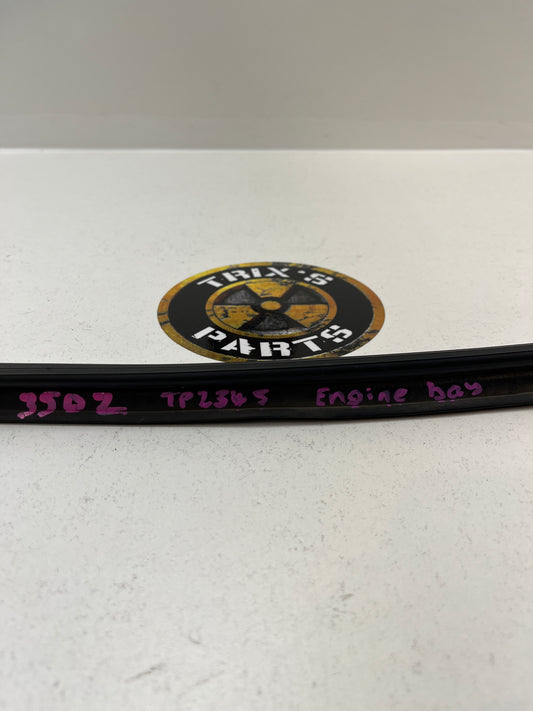 TRIX'S
PARTS
350Z TP2345 Engine bay